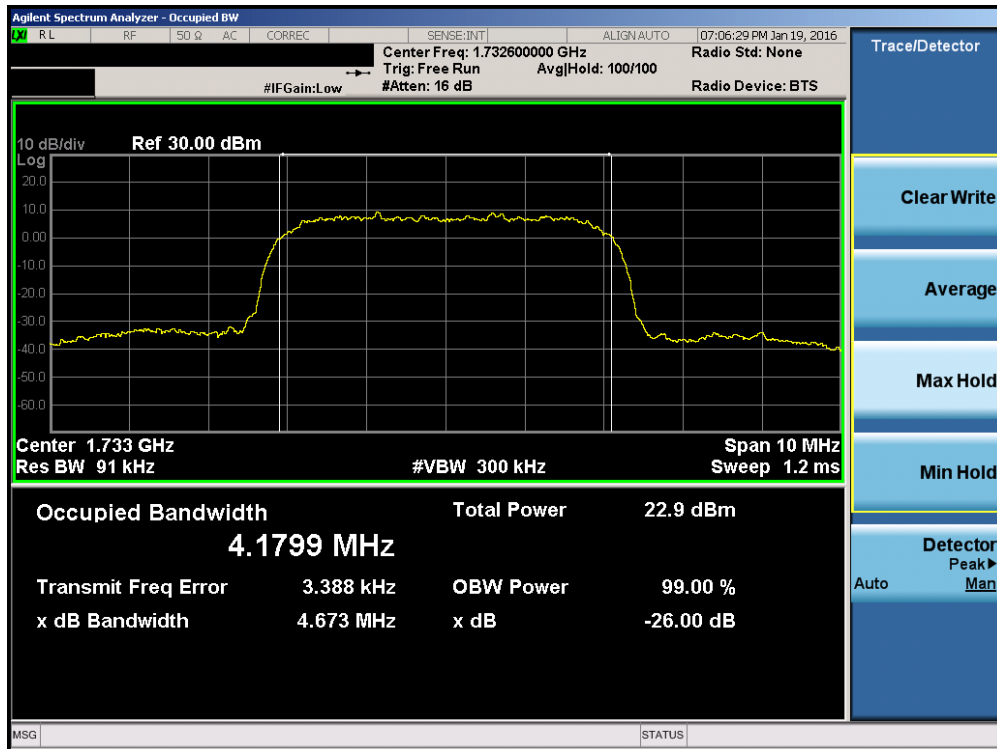 Agilent Spectrum Analyzer - Occupied BW
LXI RL RF 50 Ω AC CORREC SENSE:INT ALIGN AUTO 07:06:29 PM Jan 19, 2016
Center Freq: 1.732600000 GHz Radio Std: None
Trig: Free Run Avg|Hold: 100/100
#IFGain:Low #Atten: 16 dB Radio Device: BTS
Trace/Detector
10 dB/div Ref 30.00 dBm
Log
20.0
10.0
0.00
-10.0
-20.0
-30.0
-40.0
-50.0
-60.0
Center 1.733 GHz Span 10 MHz
Res BW 91 kHz #VBW 300 kHz Sweep 1.2 ms
Occupied Bandwidth Total Power 22.9 dBm
4.1799 MHz
Transmit Freq Error 3.388 kHz OBW Power 99.00 %
x dB Bandwidth 4.673 MHz x dB -26.00 dB
Clear Write
Average
Max Hold
Min Hold
Detector
Peak▶
Auto Man
MSG STATUS